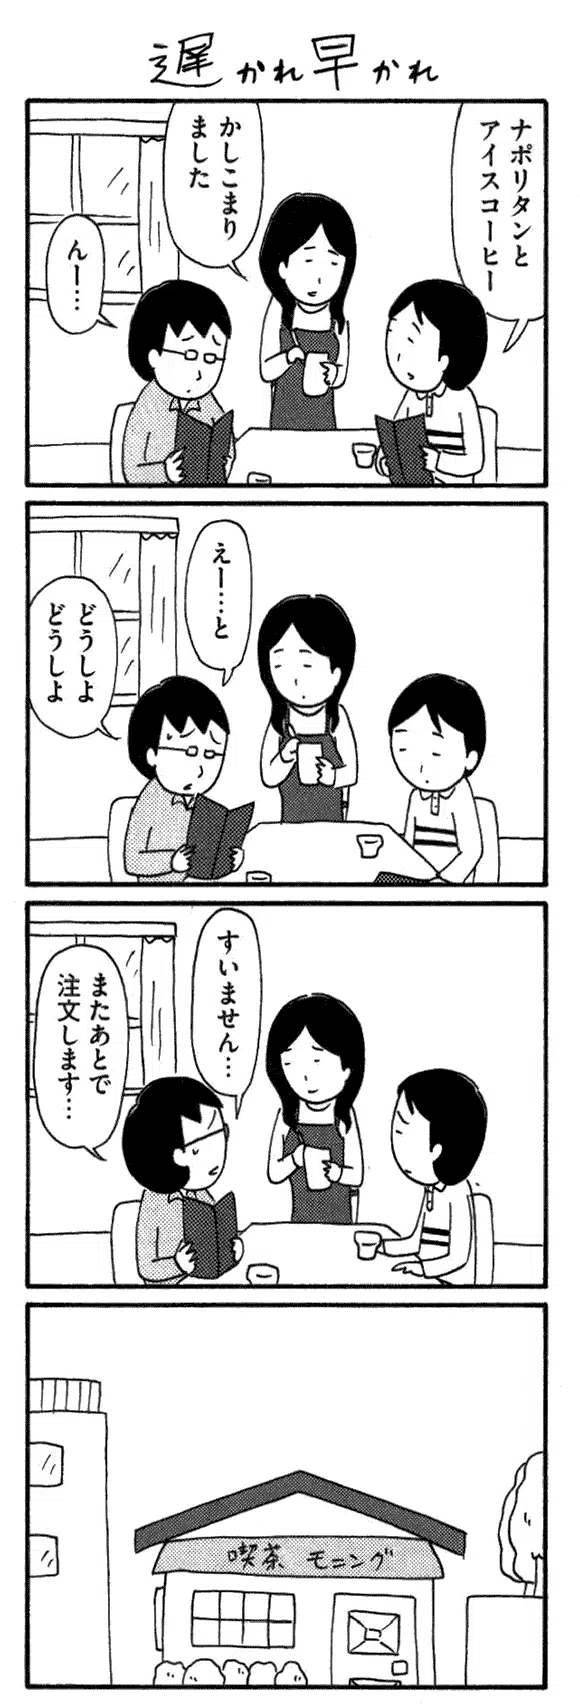 遅かれ早かれ
ナポリタンと
アイスコーヒー
かしこまり
ました
んー…
えー…と
どうしよ
どうしよ
すいません…
またあとで
注文します…
喫茶 モニング